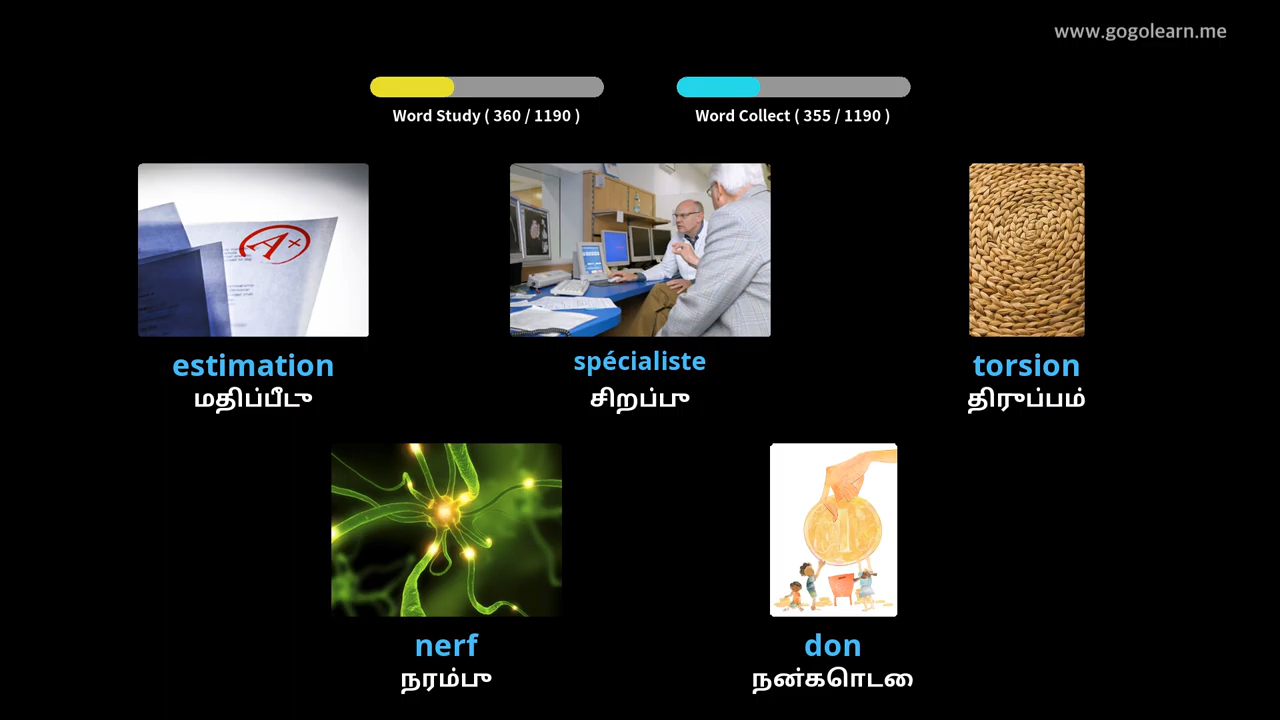 www.gogolearn.me
Word Study ( 360 / 1190 )
Word Collect ( 355 / 1190 )
A+
estimation
மதிப்பீடு
spécialiste
சிறப்பு
torsion
திருப்பம்
nerf
நரம்பு
don
நன்கொடை